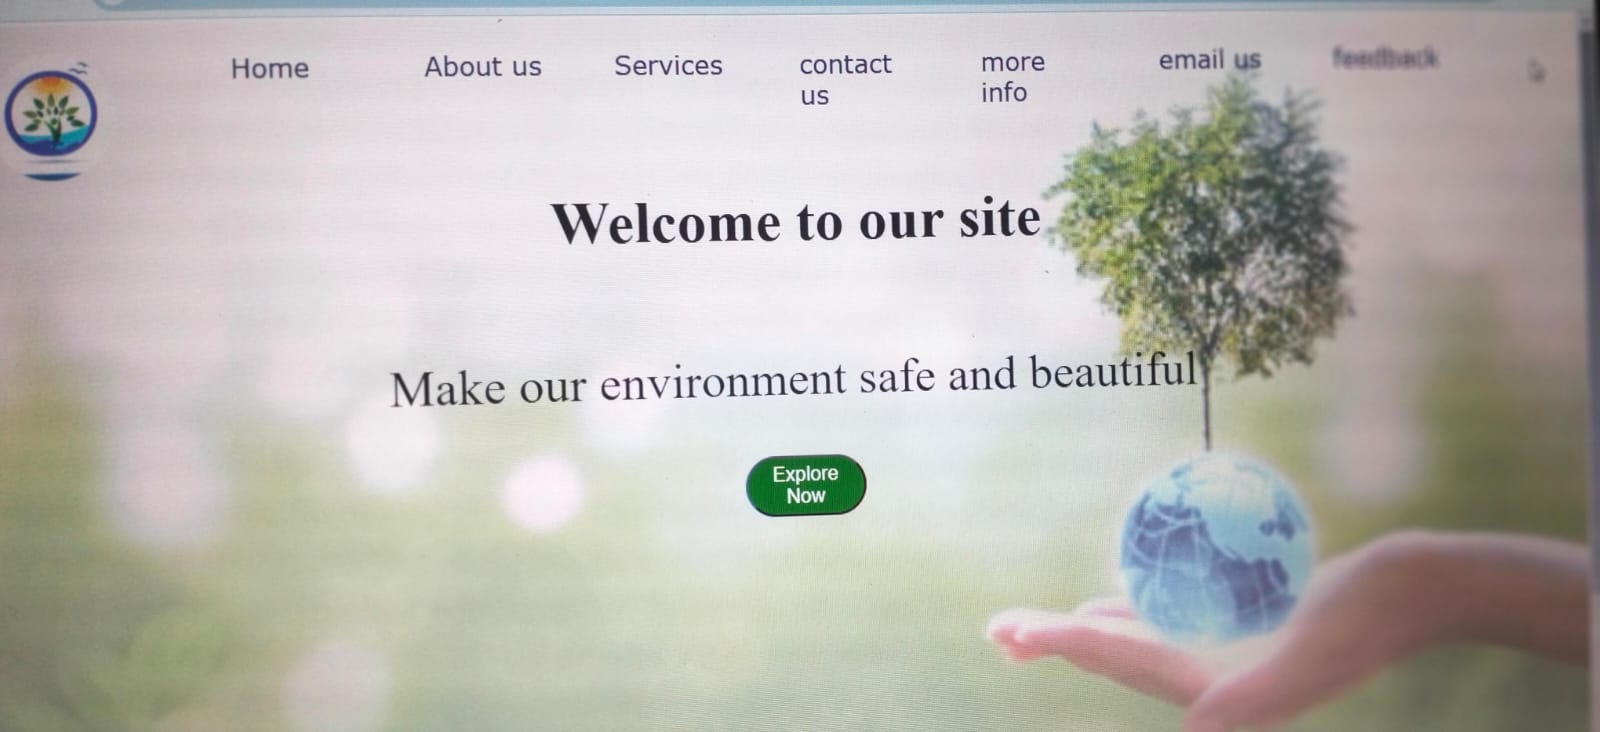 Home About us Services contact us more info email us feedback
Welcome to our site
Make our environment safe and beautiful
Explore
Now